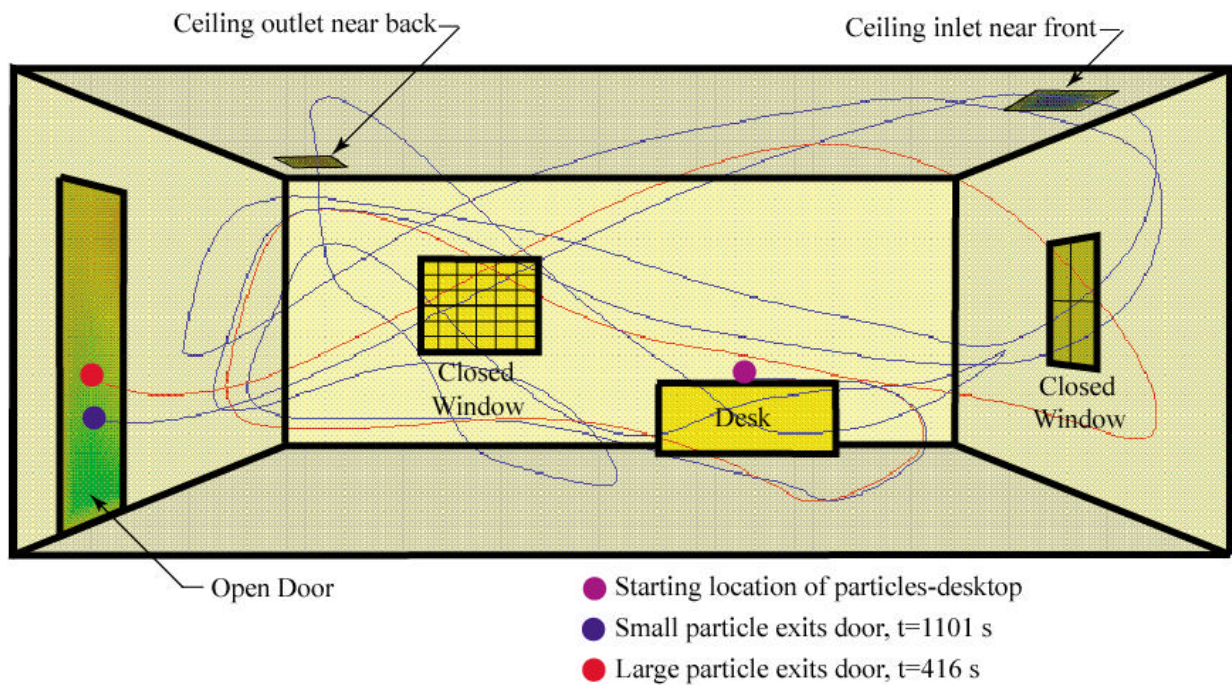 Ceiling outlet near back
Ceiling inlet near front
Closed
Window
Desk
Closed
Window
Open Door
Starting location of particles-desktop
Small particle exits door, t=1101 s
Large particle exits door, t=416 s